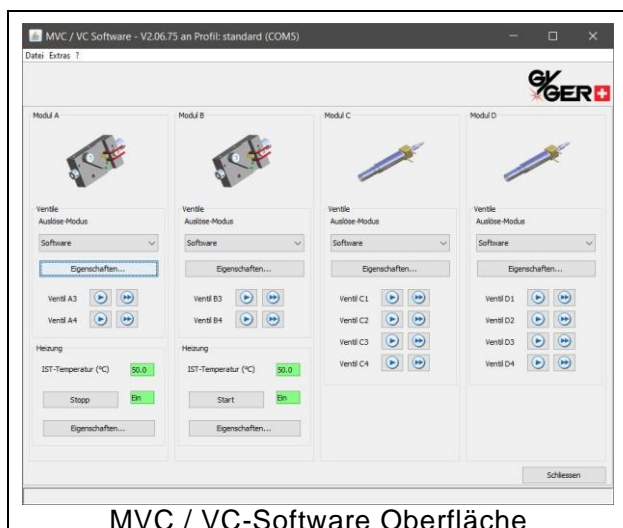 MVC / VC Software - V2.06.75 an Profil: standard (COM5)
Datei Extras ?
GYGER
Modul A
Ventile
Auslöse-Modus
Software
Eigenschaften...
Ventil A3
Ventil A4
Heizung
IST-Temperatur (°C) 50.0
Stopp Ein
Eigenschaften...
Modul B
Ventile
Auslöse-Modus
Software
Eigenschaften...
Ventil B3
Ventil B4
Heizung
IST-Temperatur (°C) 50.0
Start Ein
Eigenschaften...
Modul C
Ventile
Auslöse-Modus
Software
Eigenschaften...
Ventil C1
Ventil C2
Ventil C3
Ventil C4
Modul D
Ventile
Auslöse-Modus
Software
Eigenschaften...
Ventil D1
Ventil D2
Ventil D3
Ventil D4
Schliessen
MVC / VC-Software Oberfläche